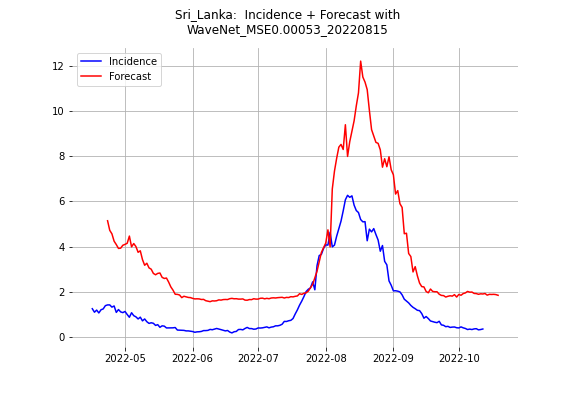 Sri_Lanka:  Incidence + Forecast with
WaveNet_MSE0.00053_20220815
Incidence
Forecast
12
10
8
6
4
2
0
2022-05 2022-06 2022-07 2022-08 2022-09 2022-10